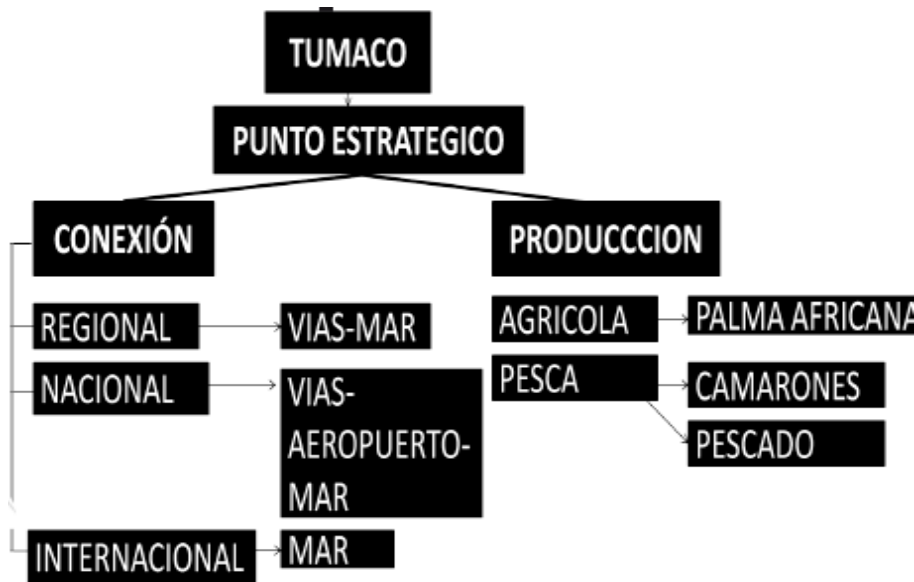 TUMACO
PUNTO ESTRATEGICO
CONEXIÓN
REGIONAL
VIAS-MAR
NACIONAL
VIAS-
AEROPUERTO-
MAR
INTERNACIONAL
MAR
PRODUCCCION
AGRICOLA
PALMA AFRICANA
PESCA
CAMARONES
PESCADO